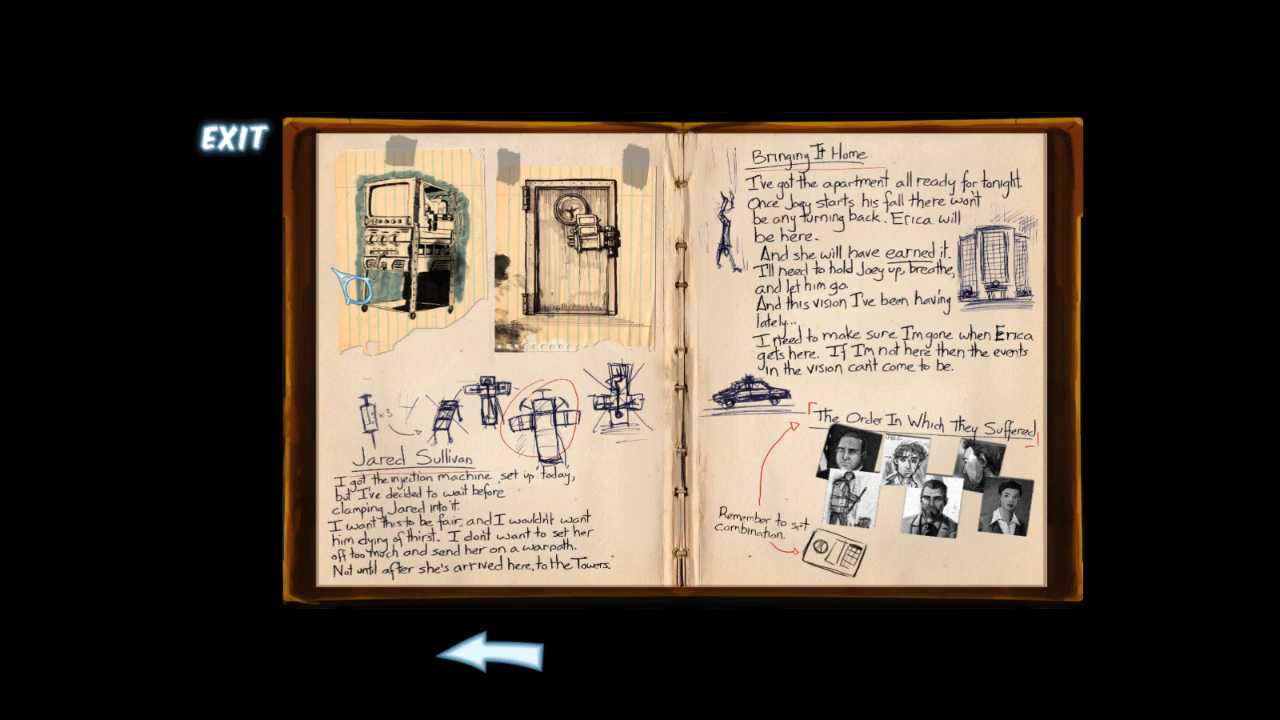 EXIT
x3
Jared Sullivan
I got the injection machine set up today,
but I've decided to wait before
clamping Jared into it.
I want this to be fair, and I wouldn't want
him dying of thirst. I don't want to set her
off too much and send her on a warpath.
Not until after she's arrived here, to the Towers.
Bringing It Home
I've got the apartment all ready for tonight.
Once Joey starts his fall there won't
be any turning back. Erica will
be here.
And she will have earned it.
I'll need to hold Joey up, breathe,
and let him go
And this vision I've been having
lately...
I need to make sure I'm gone when Erica
gets here. If I'm not here then the events
in the vision can't come to be.
The Order In Which They Suffered
Remember to set
combination.